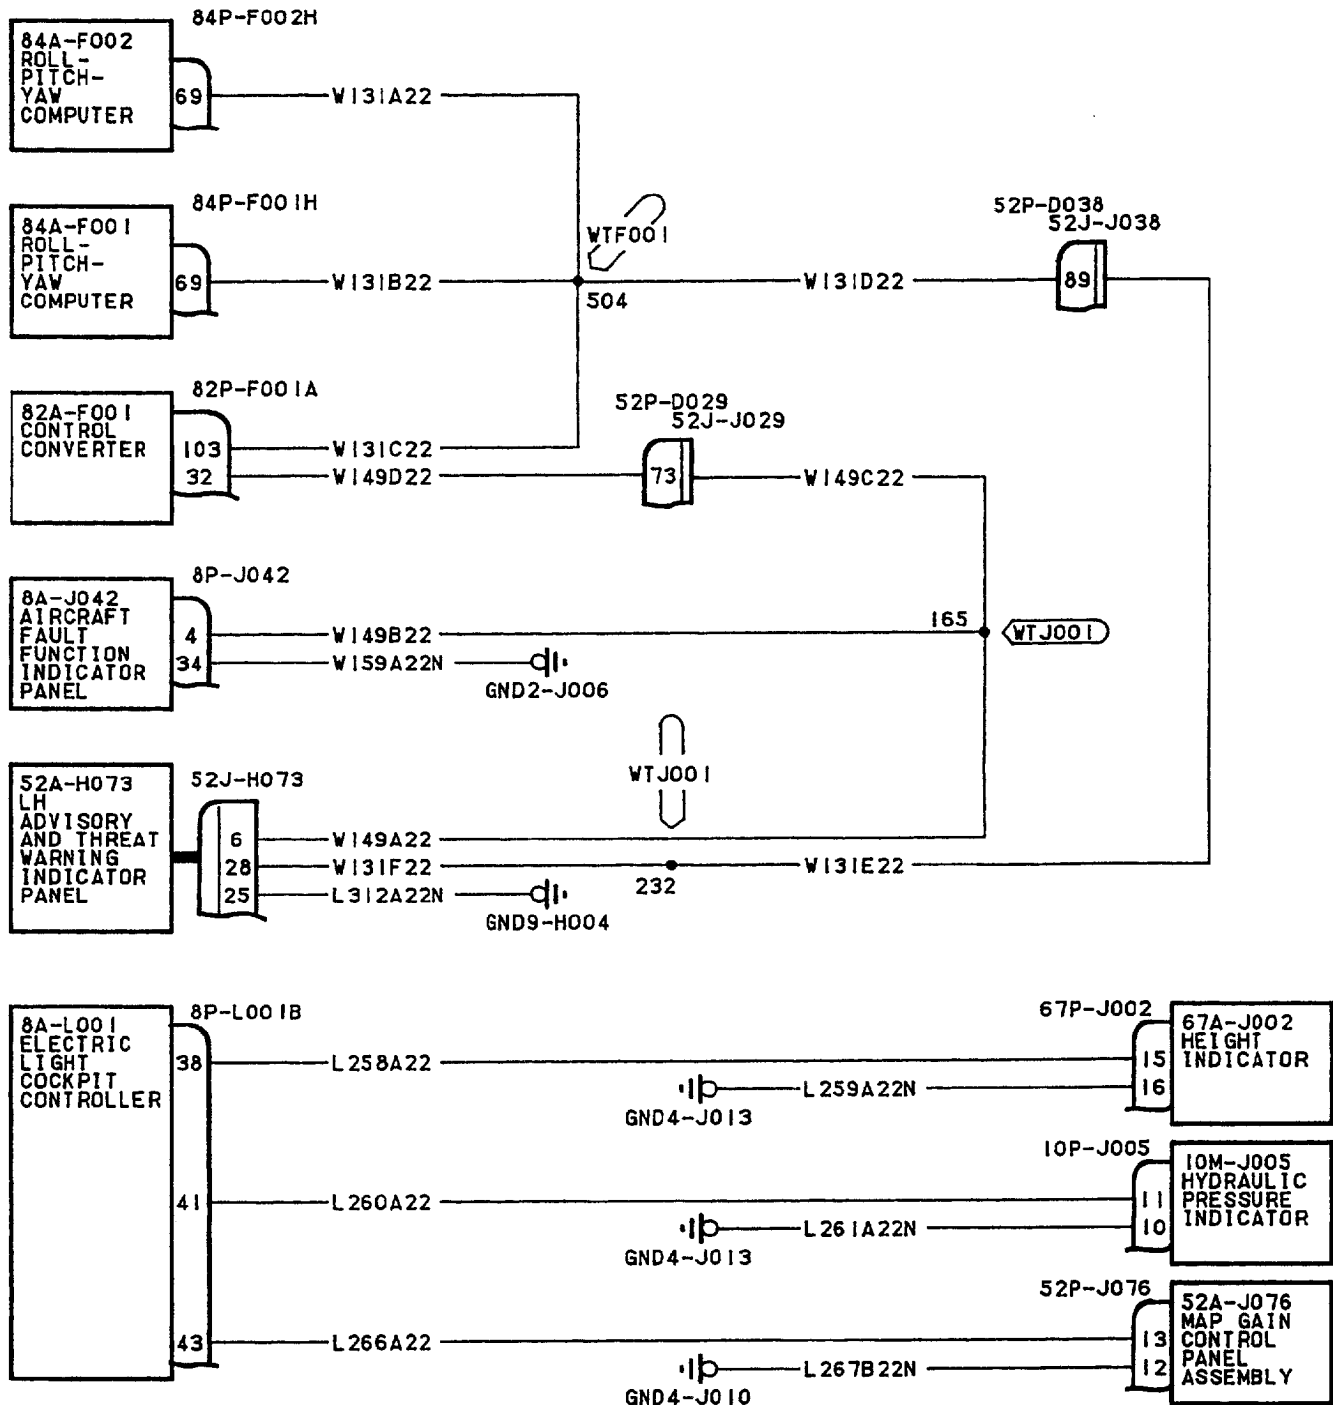 84P-F002H
84A-F002
ROLL-
PITCH-
YAW
COMPUTER
69
W131A22
84P-F001H
84A-F001
ROLL-
PITCH-
YAW
COMPUTER
69
W131B22
WTF001
504
W131D22
52P-D038
52J-J038
89
82P-F001A
82A-F001
CONTROL
CONVERTER
103
W131C22
32
W149D22
52P-D029
52J-J029
73
W149C22
8P-J042
8A-J042
AIRCRAFT
FAULT
FUNCTION
INDICATOR
PANEL
4
W149B22
165
WTJ001
34
W159A22N
GND2-J006
WTJ001
52J-H073
52A-H073
LH
ADVISORY
AND THREAT
WARNING
INDICATOR
PANEL
6
W149A22
28
W131F22
232
W131E22
25
L312A22N
GND9-H004
8P-L001B
8A-L001
ELECTRIC
LIGHT
COCKPIT
CONTROLLER
38
L258A22
67P-J002
67A-J002
HEIGHT
INDICATOR
15
16
L259A22N
GND4-J013
41
L260A22
10P-J005
10M-J005
HYDRAULIC
PRESSURE
INDICATOR
11
10
L261A22N
GND4-J013
43
L266A22
52P-J076
52A-J076
MAP GAIN
CONTROL
PANEL
ASSEMBLY
13
12
L267B22N
GND4-J010